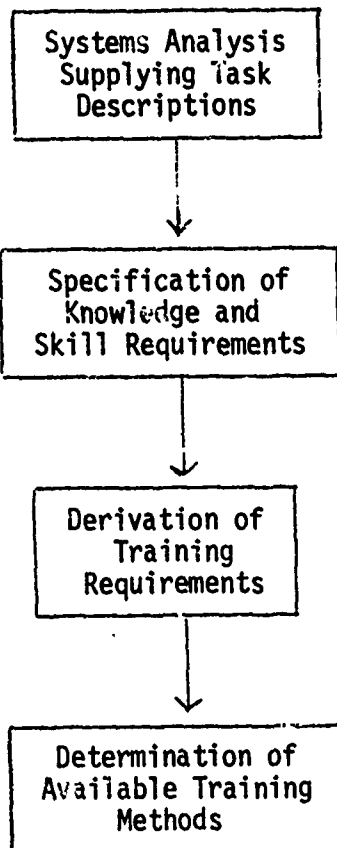 Systems Analysis
Supplying Task
Descriptions
Specification of
Knowledge and
Skill Requirements
Derivation of
Training
Requirements
Determination of
Available Training
Methods